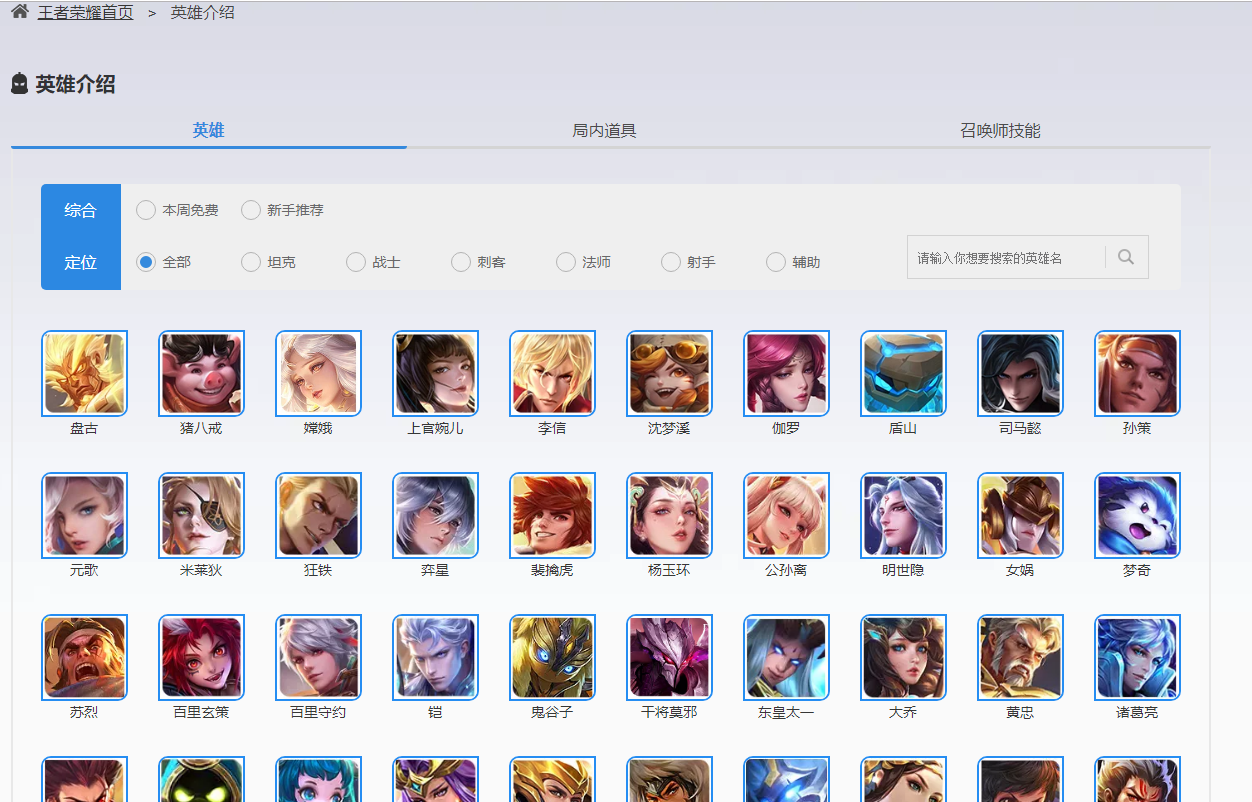 王者荣耀首页 > 英雄介绍
英雄介绍
英雄 局内道具 召唤师技能
综合 本周免费 新手推荐
定位 全部 坦克 战士 刺客 法师 射手 辅助 请输入你想要搜索的英雄名
盘古 猪八戒 嫦娥 上官婉儿 李信 沈梦溪 伽罗 盾山 司马懿 孙策
元歌 米莱狄 狂铁 弈星 裴擒虎 杨玉环 公孙离 明世隐 女娲 梦奇
苏烈 百里玄策 百里守约 铠 鬼谷子 干将莫邪 东皇太一 大乔 黄忠 诸葛亮